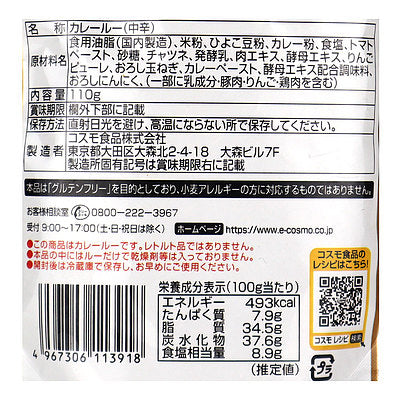 名称 カレールー(中辛)
原材料名 食用油脂(国内製造)、米粉、ひよこ豆粉、カレー粉、食塩、トマト
ペースト、砂糖、チャツネ、発酵乳、肉エキス、酵母エキス、りんご
ピューレ、おろし玉ねぎ、カレーペースト、酵母エキス配合調味料、
おろしにんにく、(一部に乳成分・豚肉・りんご・鶏肉を含む)
内容量 110g
賞味期限 欄外下部に記載
保存方法 直射日光を避け、高温にならない所で保存してください。
製造者 コスモ食品株式会社
東京都大田区大森北2-4-18 大森ビル7F
製造所固有記号は賞味期限右に記載
本品は「グルテンフリー」を目的としており、小麦アレルギーの方に対応するものではありません。
お客様相談室 0800-222-3967
受付 9:00~17:00(土・日・祝日は除く) ホームページ https://www.e-cosmo.co.jp
●この商品はカレールーです。レトルト品ではありません。
●本品の中にはルーだけで乾燥剤等は入っておりません。
●開封後は冷蔵庫で保存し、お早めにご使用ください。
コスモ食品の
レシピはこちら!
コスモ レシピ 検索
栄養成分表示(100g当たり)
エネルギー 493kcal
たんぱく質 7.9g
脂質 34.5g
炭水化物 37.6g
食塩相当量 8.9g
(推定値)
4 967306 113918
プラ